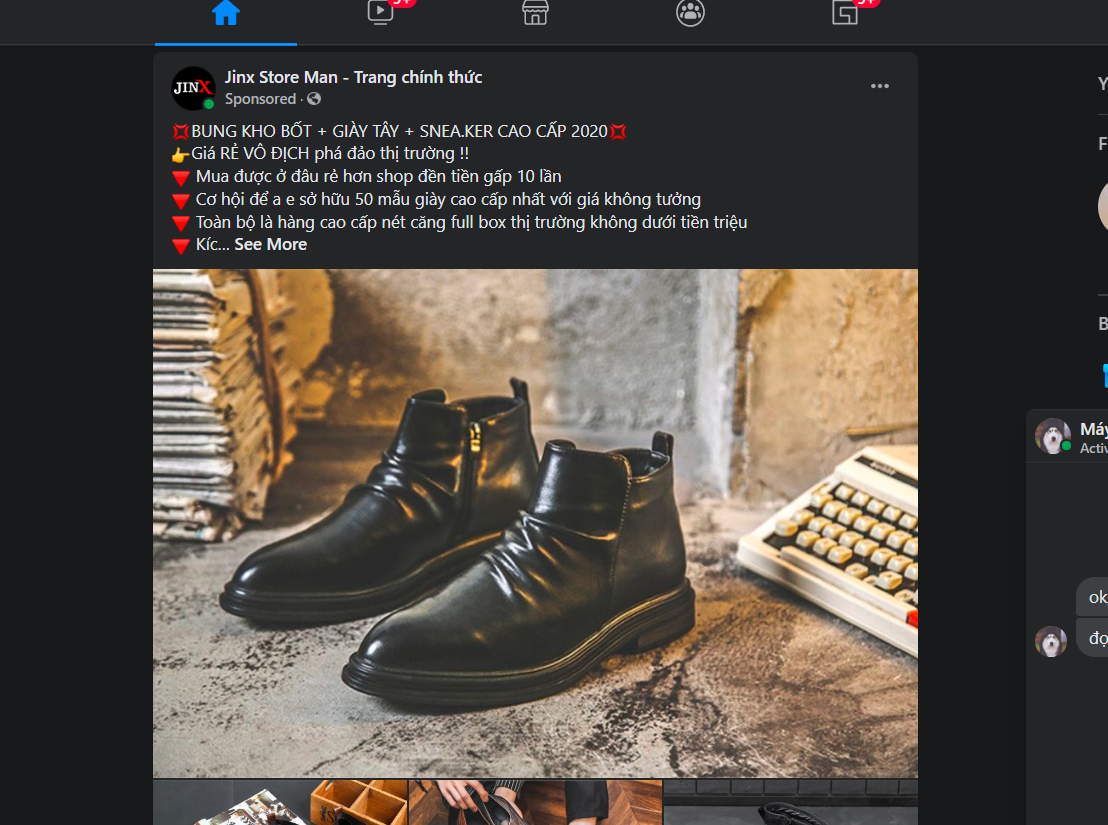 Jinx Store Man - Trang chính thức
JINX
Sponsored ·
💢BUNG KHO BỐT + GIÀY TÂY + SNEA.KER CAO CẤP 2020💢
👉Giá RẺ VÔ ĐỊCH phá đảo thị trường !!
🔻 Mua được ở đâu rẻ hơn shop đền tiền gấp 10 lần
🔻 Cơ hội để a e sở hữu 50 mẫu giày cao cấp nhất với giá không tưởng
🔻 Toàn bộ là hàng cao cấp nét căng full box thị trường không dưới tiền triệu
🔻 Kíc... See More
Máy
Activ
ok